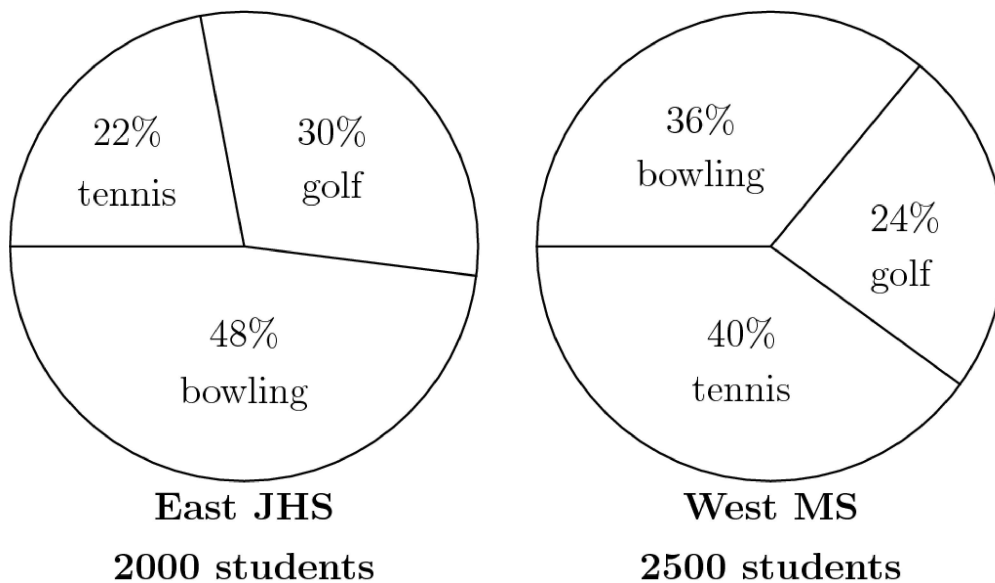 22%
tennis
30%
golf
48%
bowling
East JHS
2000 students
36%
bowling
24%
golf
40%
tennis
West MS
2500 students